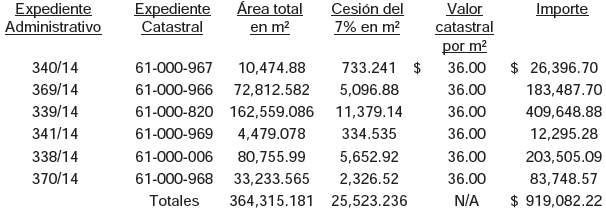 Expediente Administrativo Expediente Catastral Área total en m² Cesión del 7% en m² Valor catastral por m² Importe
340/14 61-000-967 10,474.88 733.241 $ 36.00 $ 26,396.70
369/14 61-000-966 72,812.582 5,096.88 36.00 183,487.70
339/14 61-000-820 162,559.086 11,379.14 36.00 409,648.88
341/14 61-000-969 4,479.078 334.535 36.00 12,295.28
338/14 61-000-006 80,755.99 5,652.92 36.00 203,505.09
370/14 61-000-968 33,233.565 2,326.52 36.00 83,748.57
Totales 364,315.181 25,523.236 N/A $ 919,082.22